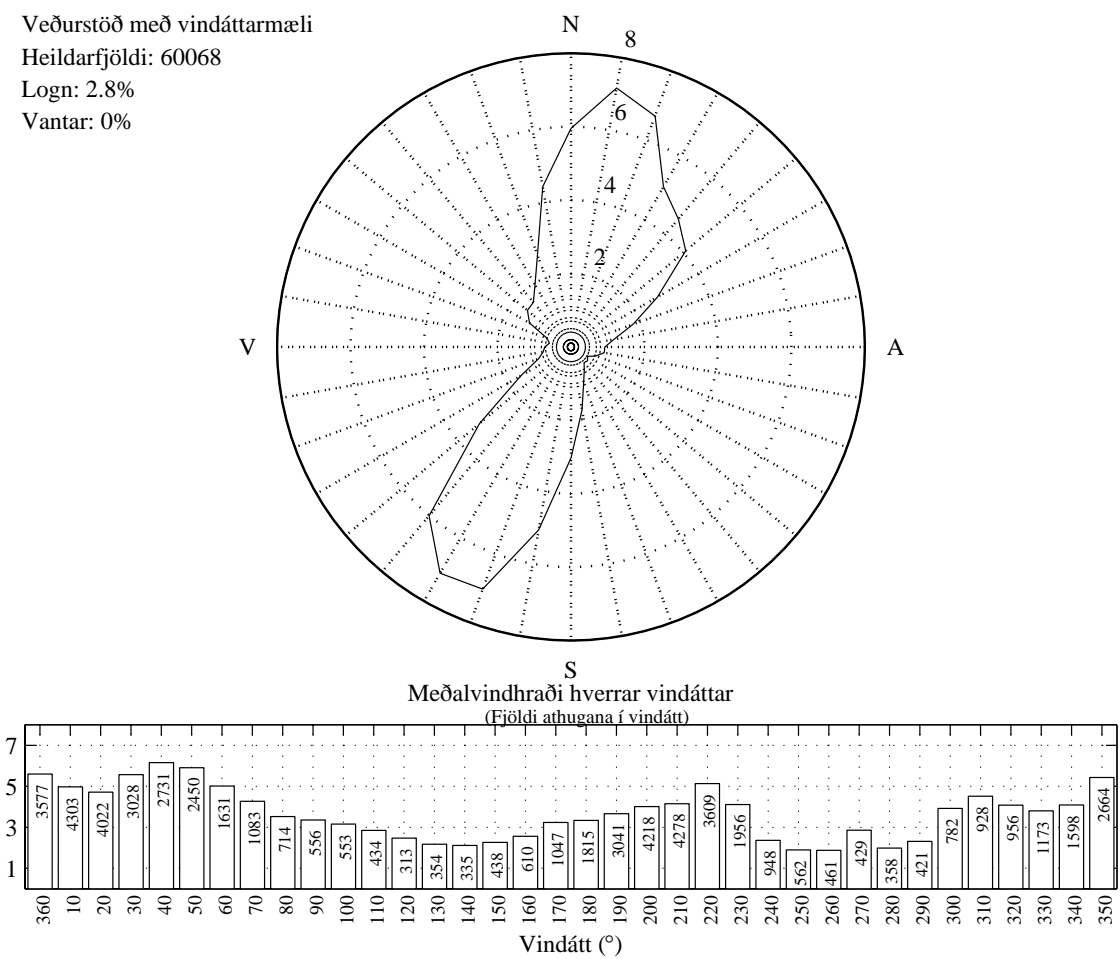 Veðurstöð með vindáttarmæli
Heildarfjöldi: 60068
Logn: 2.8%
Vantar: 0%
N
8
6
4
2
V
A
S
Meðalvindhraði hverrar vindáttar
(Fjöldi athugana í vindátt)
7
5
3
1
3577 4303 4022 3028 2731 2450 1631 1083 714 556 553 434 313 354 335 438 610 1047 1815 3041 4218 4278 3609 1956 948 562 461 429 358 421 782 928 956 1173 1598 2664
360 10 20 30 40 50 60 70 80 90 100 110 120 130 140 150 160 170 180 190 200 210 220 230 240 250 260 270 280 290 300 310 320 330 340 350
Vindátt (°)